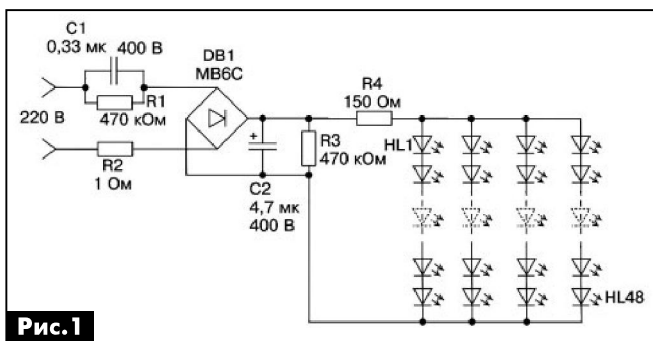 C1
0,33 мк 400 В
DB1
MB6C
R4
150 Ом
R1
470 кОм
220 В
HL1
R3
470 кОм
R2
1 Ом
C2
4,7 мк
400 В
+
HL48
Рис.1